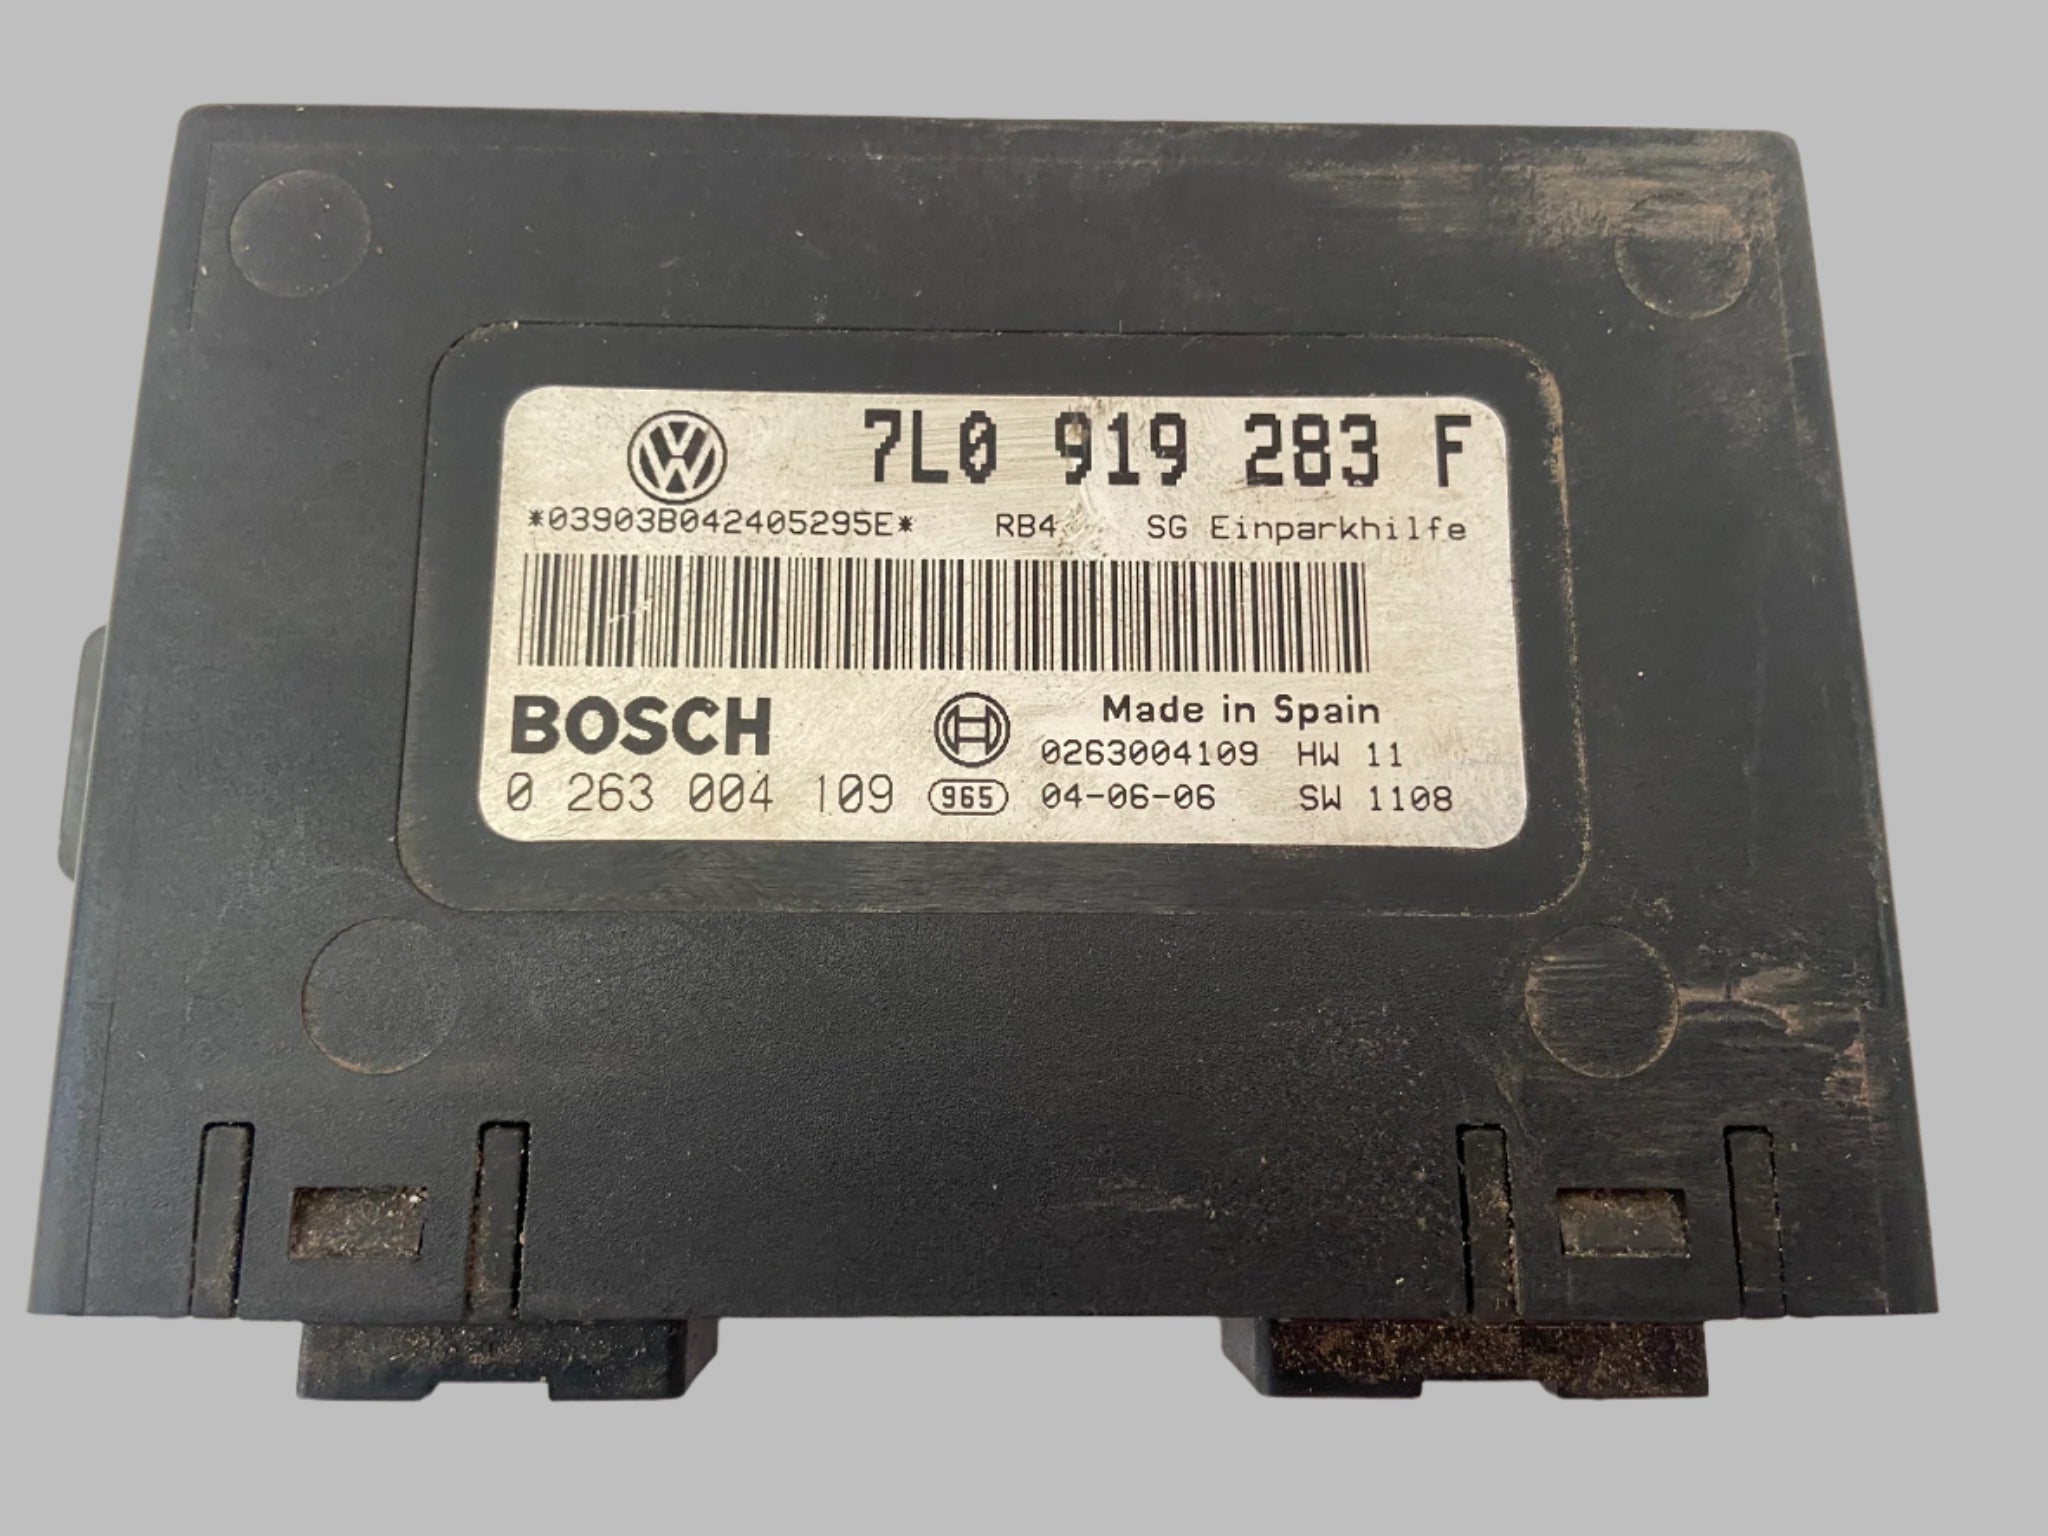 7L0 919 283 F
*03903B042405295E* RB4 SG Einparkhilfe
BOSCH
Made in Spain
0263004109 HW 11
0 263 004 109 965 04-06-06 SW 1108